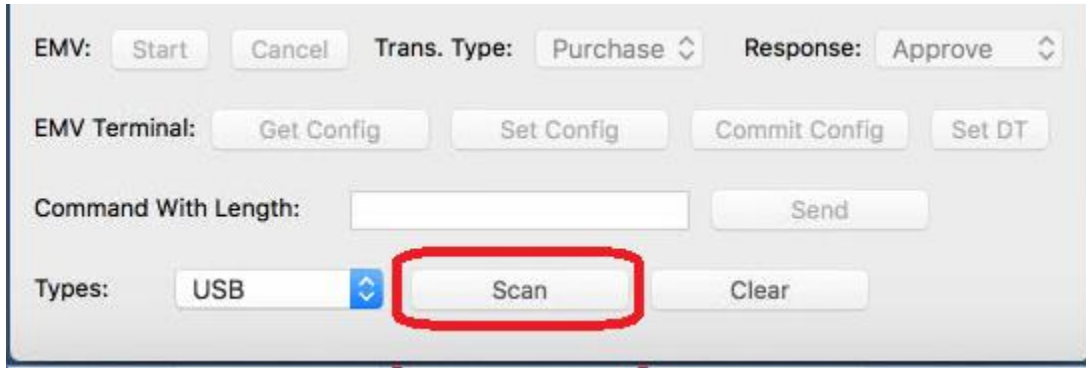 EMV: Start Cancel Trans. Type: Purchase Response: Approve
EMV Terminal: Get Config Set Config Commit Config Set DT
Command With Length: Send
Types: USB Scan Clear